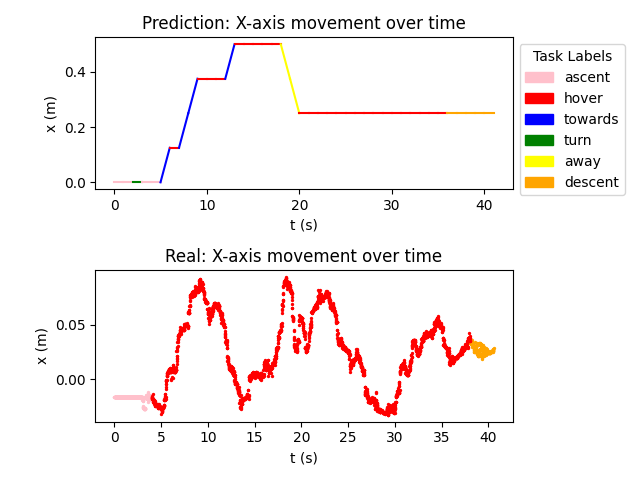 Prediction: X-axis movement over time
0.4
0.2
0.0
x (m)
0 10 20 30 40
t (s)
Task Labels
ascent
hover
towards
turn
away
descent
Real: X-axis movement over time
0.05
0.00
x (m)
0 5 10 15 20 25 30 35 40
t (s)